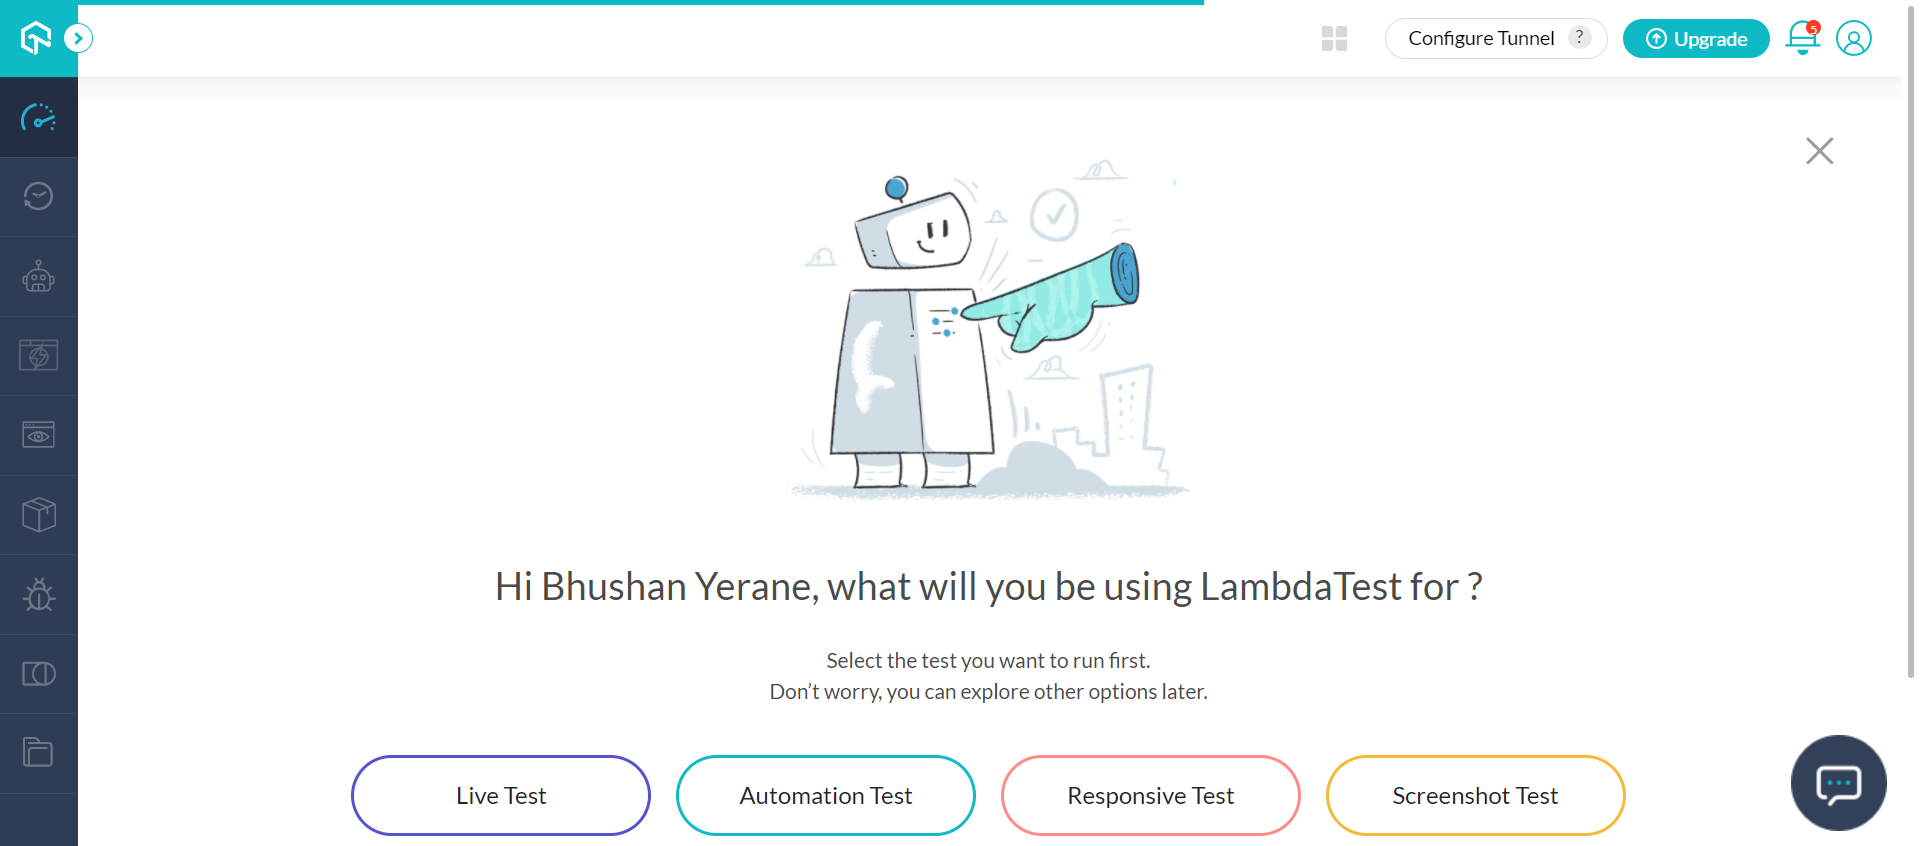 Configure Tunnel ?
Upgrade
5
Hi Bhushan Yerane, what will you be using LambdaTest for ?
Select the test you want to run first.
Don’t worry, you can explore other options later.
Live Test
Automation Test
Responsive Test
Screenshot Test